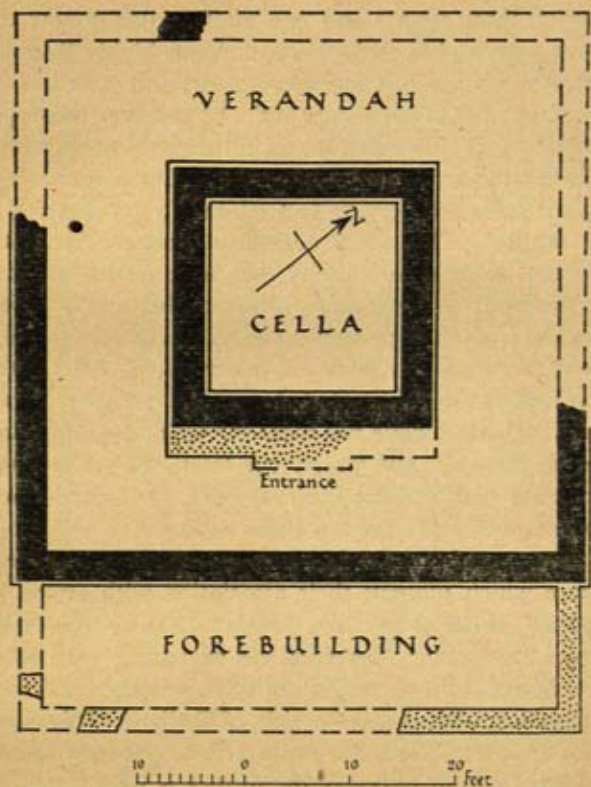 VERANDAH
N
CELLA
Entrance
FOREBUILDING
10 0 10 20 Feet